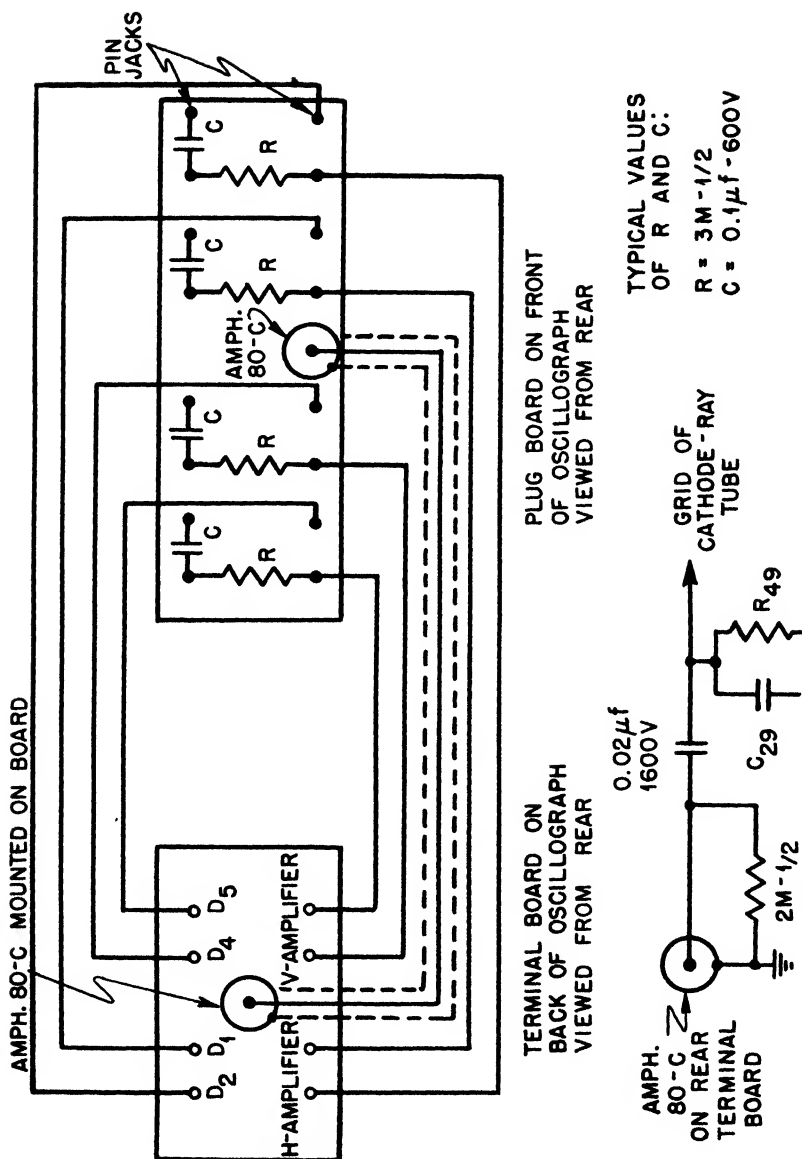 AMPH. 80-C MOUNTED ON BOARD
PIN
JACKS
D2
D1
D4
D5
H-AMPLIFIER
V-AMPLIFIER
C
R
C
R
AMPH.
80-C
C
R
C
R
TERMINAL BOARD ON
BACK OF OSCILLOGRAPH
VIEWED FROM REAR
PLUG BOARD ON FRONT
OF OSCILLOGRAPH
VIEWED FROM REAR
AMPH.
80-C
ON REAR
TERMINAL
BOARD
2M-1/2
0.02μf
1600V
C29
R49
GRID OF
CATHODE-RAY
TUBE
TYPICAL VALUES
OF R AND C:
R = 3M-1/2
C = 0.1μf-600V